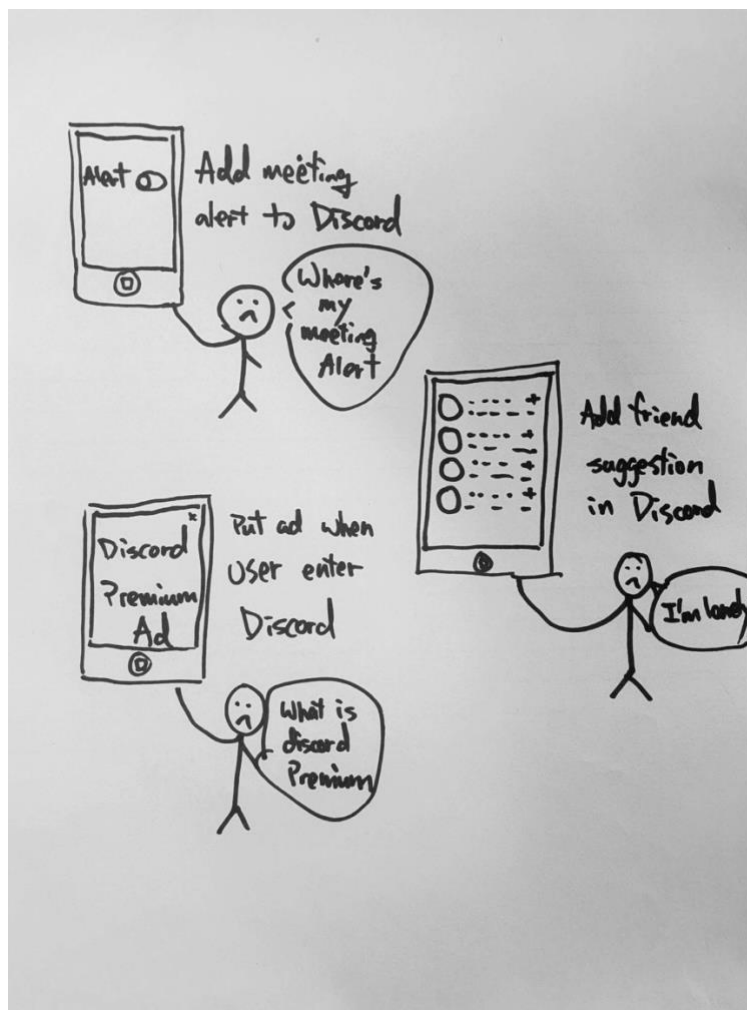 Alert
Add meeting
alert to Discord
Where's
my
meeting
Alert
Add friend
suggestion
in Discord
I'm lonely
Discord
Premium
Ad
Put ad when
User enter
Discord
What is
discord
Premium